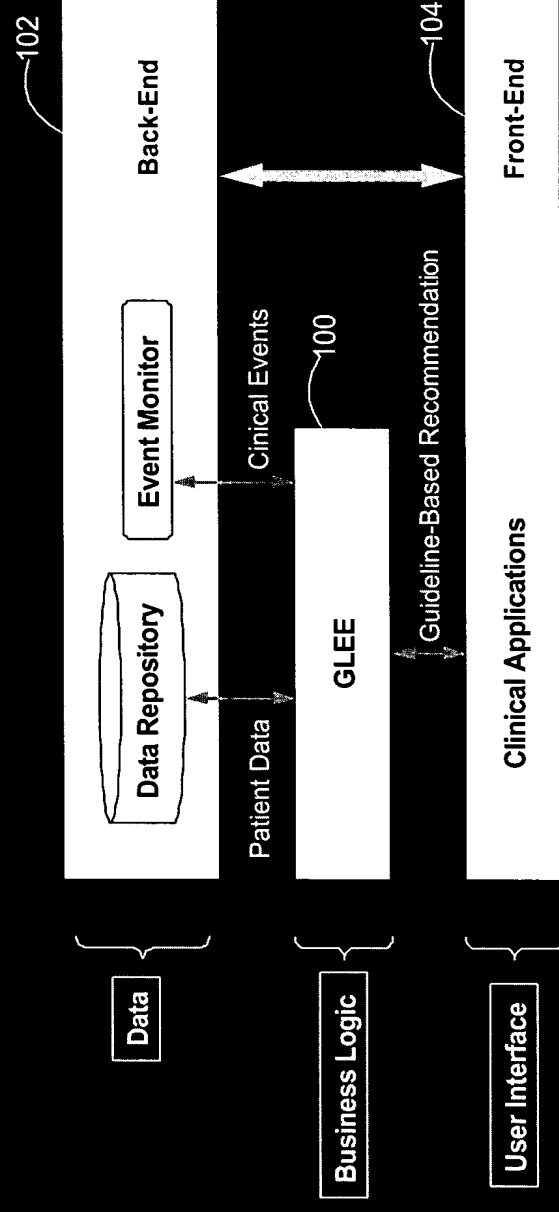 102
Data
Data Repository
Event Monitor
Back-End
Patient Data
Cinical Events
Business Logic
GLEE
100
Guideline-Based Recommendation
User Interface
Clinical Applications
Front-End
104